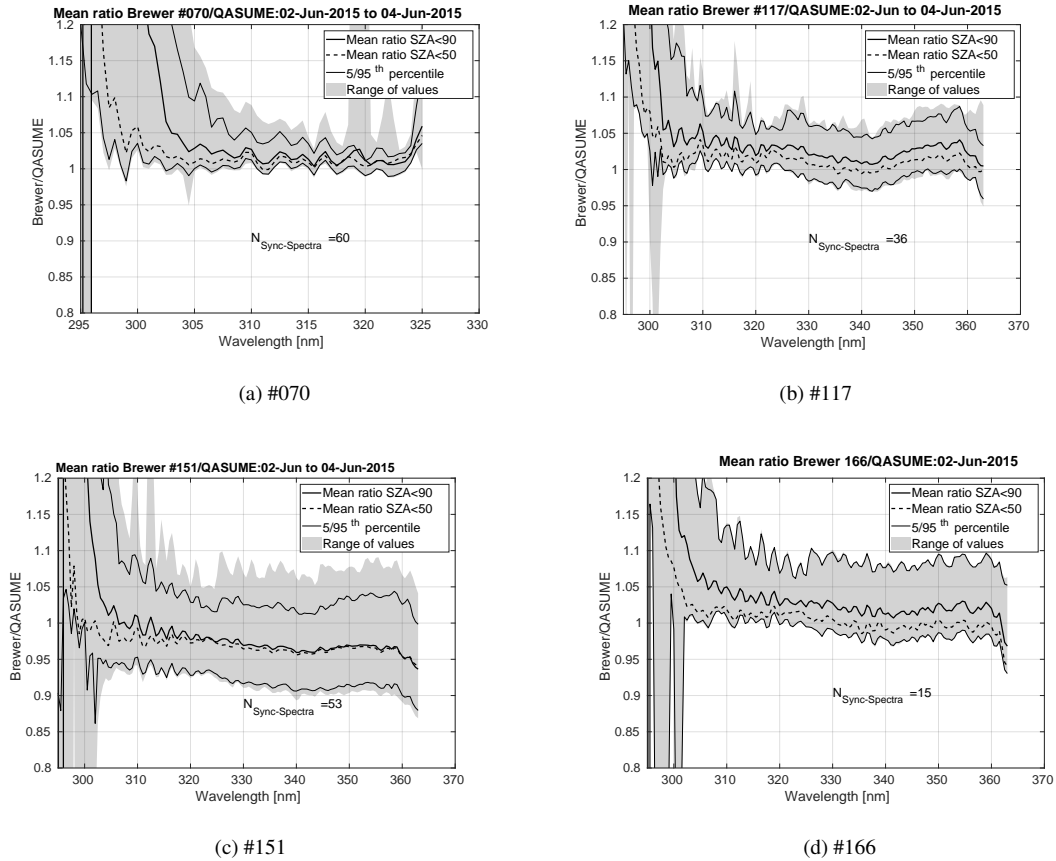 Mean ratio Brewer #070/QASUME:02-Jun-2015 to 04-Jun-2015
1.2
1.15
1.1
1.05
1
0.95
0.9
0.85
0.8
Brewer/QASUME
Mean ratio SZA<90
Mean ratio SZA<50
5/95 th percentile
Range of values
N Sync-Spectra =60
295 300 305 310 315 320 325 330
Wavelength [nm]
(a) #070
Mean ratio Brewer #117/QASUME:02-Jun to 04-Jun-2015
1.2
1.15
1.1
1.05
1
0.95
0.9
0.85
0.8
Brewer/QASUME
Mean ratio SZA<90
Mean ratio SZA<50
5/95 th percentile
Range of values
N Sync-Spectra =36
300 310 320 330 340 350 360 370
Wavelength [nm]
(b) #117
Mean ratio Brewer #151/QASUME:02-Jun to 04-Jun-2015
1.2
1.15
1.1
1.05
1
0.95
0.9
0.85
0.8
Brewer/QASUME
Mean ratio SZA<90
Mean ratio SZA<50
5/95 th percentile
Range of values
N Sync-Spectra =53
300 310 320 330 340 350 360 370
Wavelength [nm]
(c) #151
Mean ratio Brewer 166/QASUME:02-Jun-2015
1.2
1.15
1.1
1.05
1
0.95
0.9
0.85
0.8
Brewer/QASUME
Mean ratio SZA<90
Mean ratio SZA<50
5/95 th percentile
Range of values
N Sync-Spectra =15
300 310 320 330 340 350 360 370
Wavelength [nm]
(d) #166